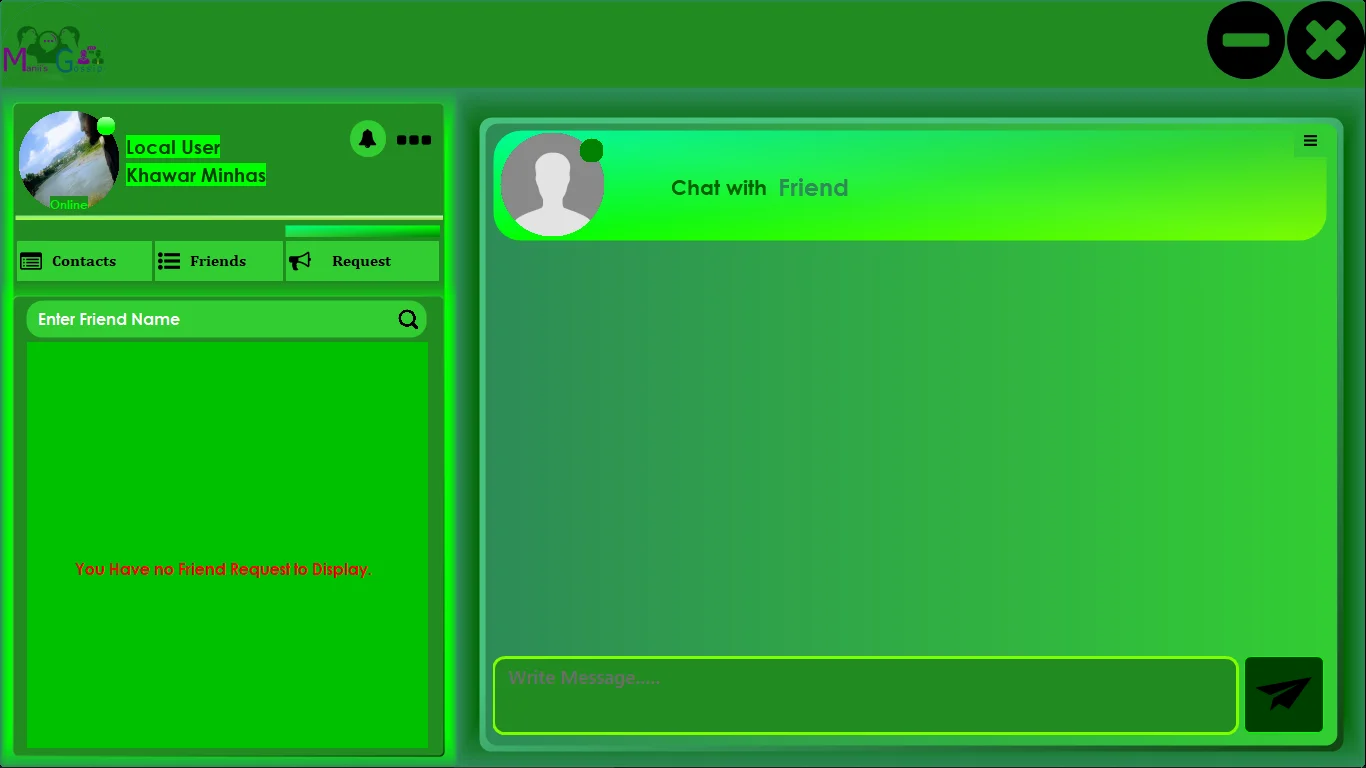 Mani's Gossip
Local User
Khawar Minhas
Online
Contacts
Friends
Request
Enter Friend Name
You Have no Friend Request to Display.
Chat with Friend
Write Message.....